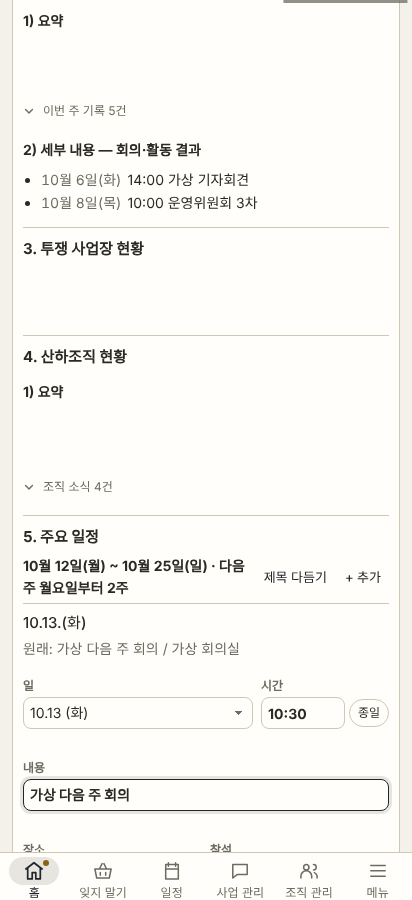 1) 요약
이번 주 기록 5건
2) 세부 내용 — 회의·활동 결과
• 10월 6일(화) 14:00 가상 기자회견
• 10월 8일(목) 10:00 운영위원회 3차
3. 투쟁 사업장 현황
4. 산하조직 현황
1) 요약
조직 소식 4건
5. 주요 일정
10월 12일(월) ~ 10월 25일(일) · 다음
주 월요일부터 2주
제목 다듬기 + 추가
10.13.(화)
원래: 가상 다음 주 회의 / 가상 회의실
일 시간
10.13 (화) 10:30 종일
내용
가상 다음 주 회의
장소 참석
홈 잊지 말기 일정 사업 관리 조직 관리 메뉴